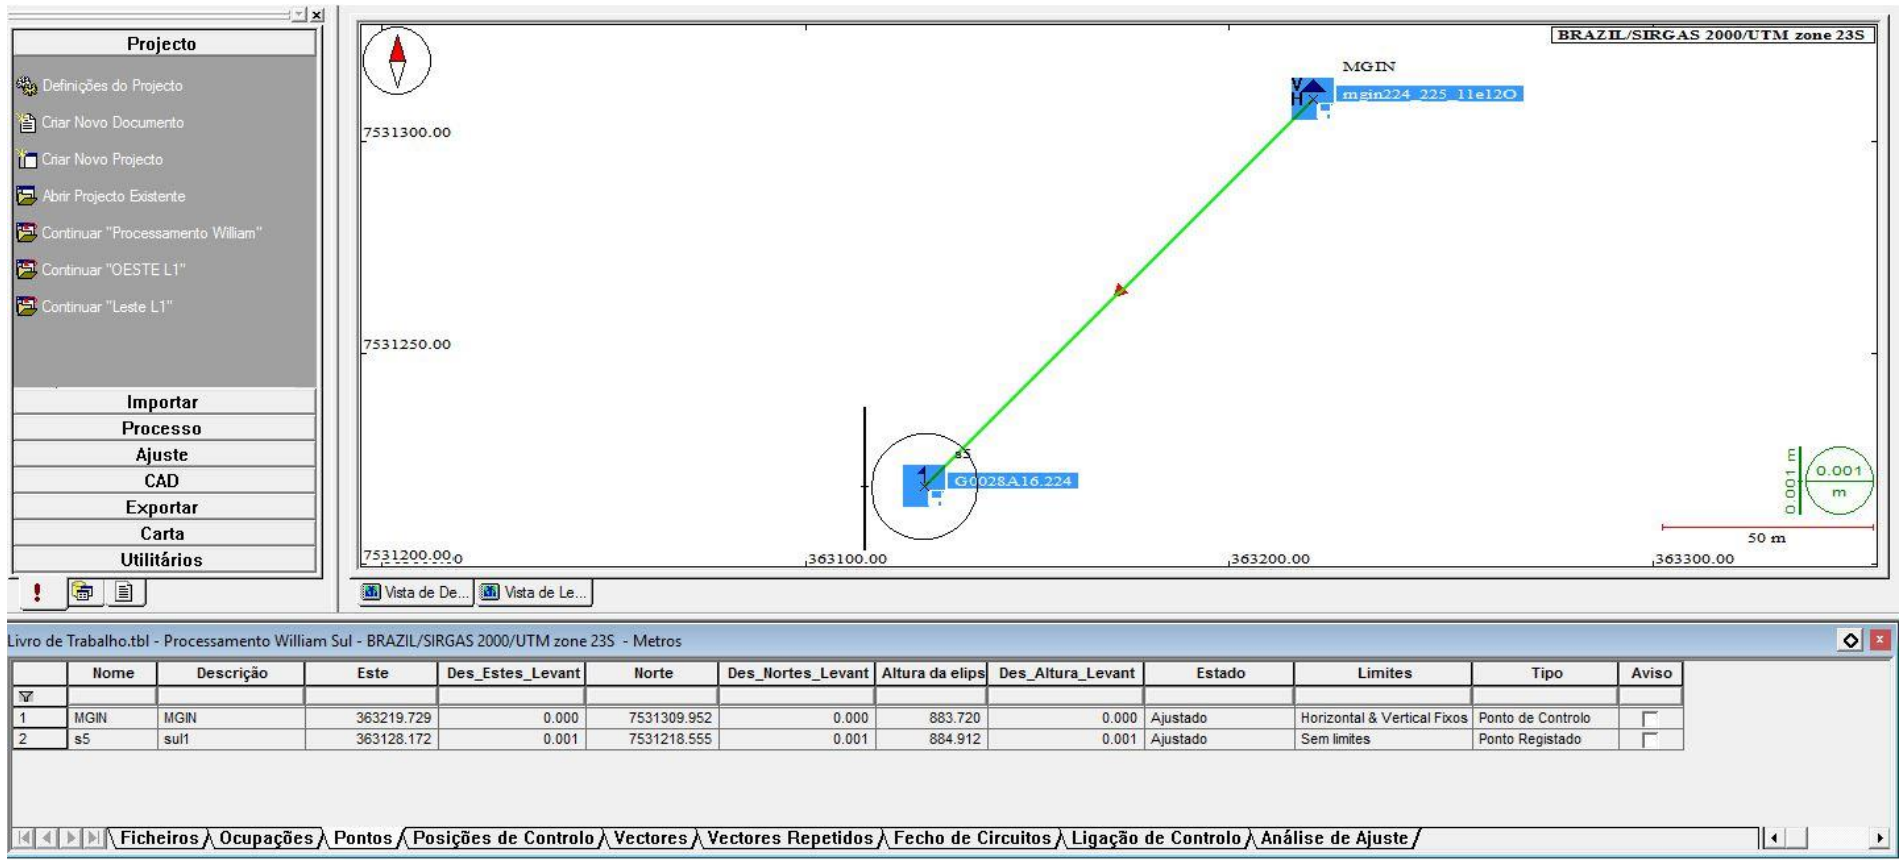 Projecto
Definições do Projecto
Criar Novo Documento
Criar Novo Projecto
Abrir Projecto Existente
Continuar "Processamento William"
Continuar "OESTE L1"
Continuar "Leste L1"
Importar
Processo
Ajuste
CAD
Exportar
Carta
Utilitários
BRAZIL/SIRGAS 2000/UTM zone 23S
MGIN
V
H
mgin224_225_11e12O
7531300.00
7531250.00
s5
1
G0028A16.224
0.001 m
0.001
m
50 m
7531200.00
363100.00
363200.00
363300.00
Vista de De...
Vista de Le...
Livro de Trabalho.tbl - Processamento William Sul - BRAZIL/SIRGAS 2000/UTM zone 23S - Metros
Nome Descrição Este Des_Estes_Levant Norte Des_Nortes_Levant Altura da elips Des_Altura_Levant Estado Limites Tipo Aviso
1 MGIN MGIN 363219.729 0.000 7531309.952 0.000 883.720 0.000 Ajustado Horizontal & Vertical Fixos Ponto de Controlo
2 s5 sul1 363128.172 0.001 7531218.555 0.001 884.912 0.001 Ajustado Sem limites Ponto Registado
Ficheiros Ocupações Pontos Posições de Controlo Vectores Vectores Repetidos Fecho de Circuitos Ligação de Controlo Análise de Ajuste